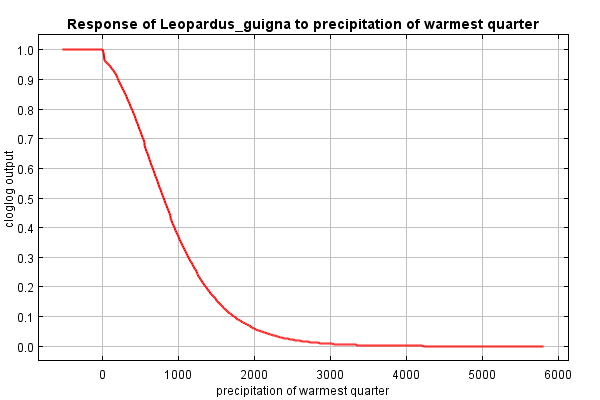 Response of Leopardus_guigna to precipitation of warmest quarter
cloglog output
1.0
0.9
0.8
0.7
0.6
0.5
0.4
0.3
0.2
0.1
0.0
0 1000 2000 3000 4000 5000 6000
precipitation of warmest quarter